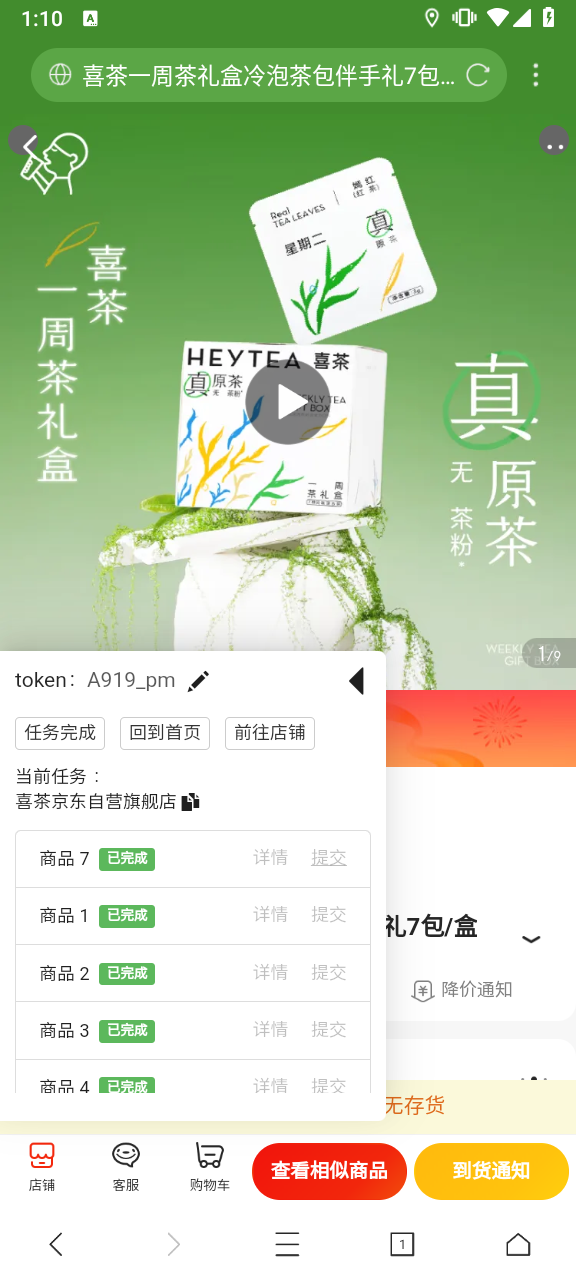 1:10
A
喜茶一周茶礼盒冷泡茶包伴手礼7包…
喜茶
一周茶礼盒
Real
TEA LEAVES
嫣红
(红茶)
星期二
真
原茶
HEYTEA 喜茶
真 原茶
无 茶粉
WEEKLY TEA
GIFT BOX
一周
茶礼盒
真
原茶
无 茶粉
WEEKLY TEA
GIFT BOX
1/9
token： A919_pm
任务完成 回到首页 前往店铺
当前任务 ：
喜茶京东自营旗舰店
商品 7 已完成 详情 提交
商品 1 已完成 详情 提交
礼7包/盒
商品 2 已完成 详情 提交
降价通知
商品 3 已完成 详情 提交
商品 4 已完成 详情 提交
无存货
店铺 客服 购物车 查看相似商品 到货通知
1